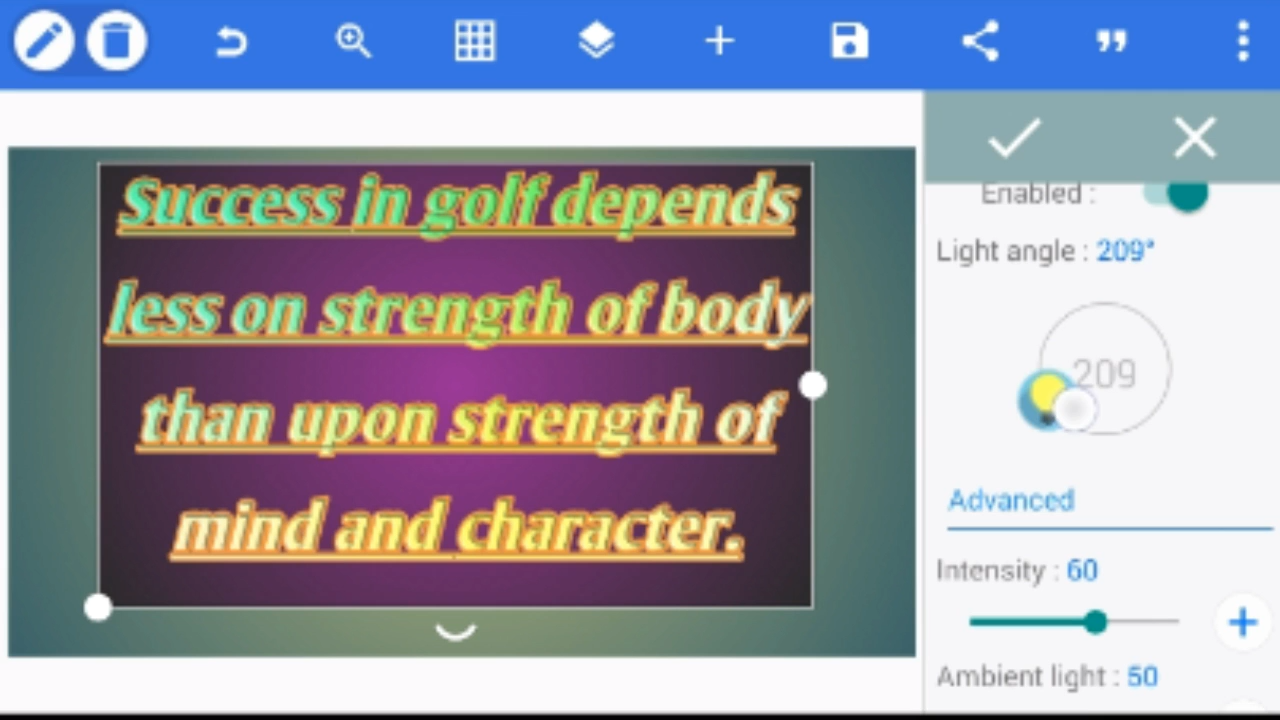 Success in golf depends
less on strength of body
than upon strength of
mind and character.
Enabled :
Light angle : 209°
209
Advanced
Intensity : 60
Ambient light : 50